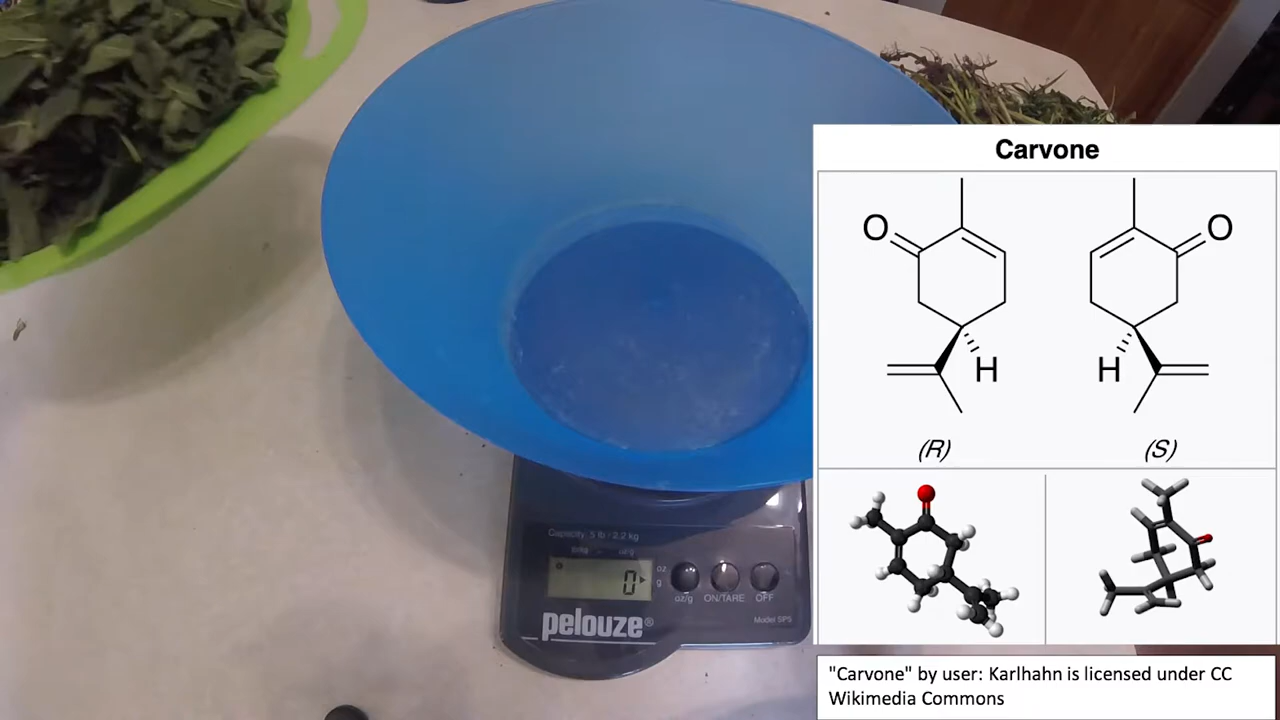 Carvone
O
O
H
H
(R)
(S)
Capacity: 5 lb / 2.2 kg
0
oz
g
oz/g
ON/TARE
OFF
pelouze®
Model SP5
"Carvone" by user: Karlhahn is licensed under CC
Wikimedia Commons